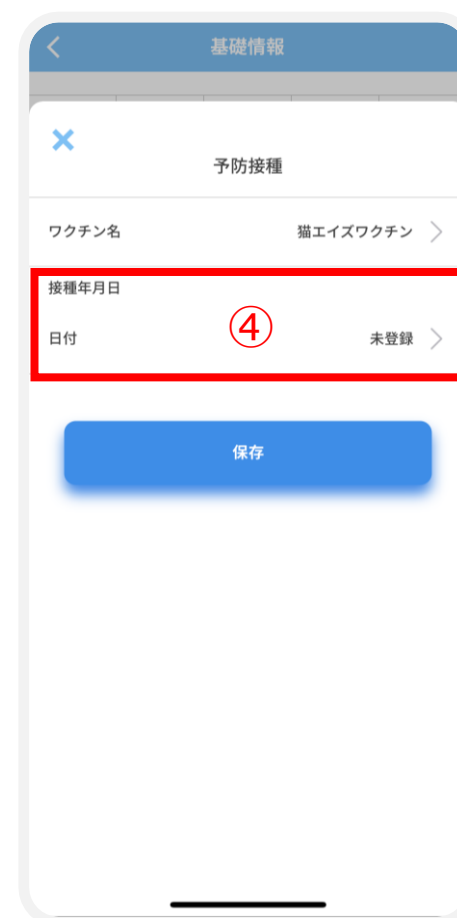 基礎情報
予防接種
ワクチン名 猫エイズワクチン
接種年月日
④
日付 未登録
保存